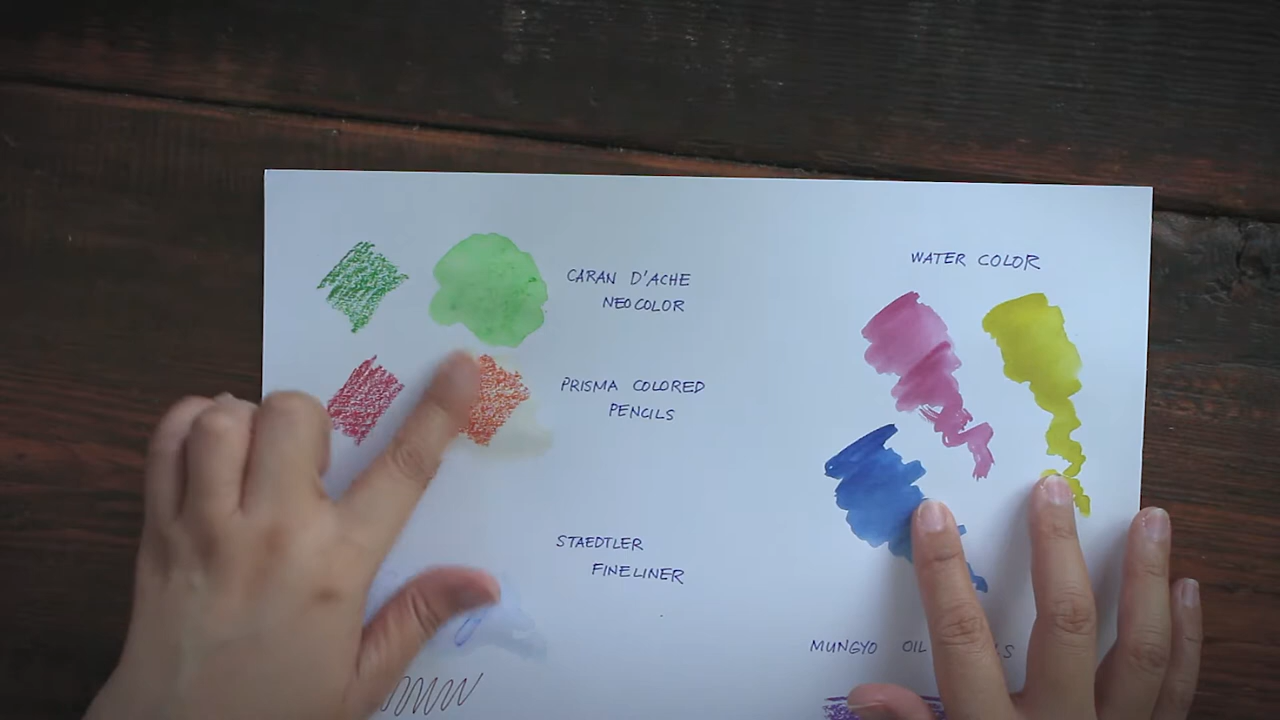 CARAN D'ACHE
NEOCOLOR
PRISMA COLORED
PENCILS
STAEDTLER
FINELINER
WATER COLOR
MUNGYO OIL